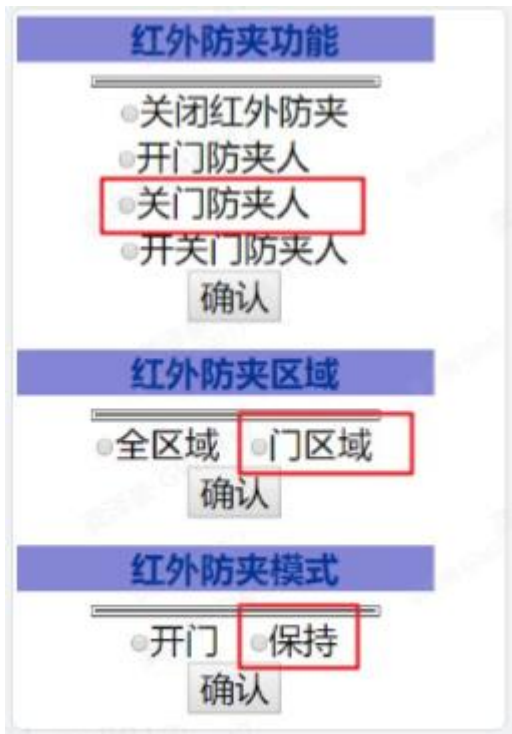 红外防夹功能
关闭红外防夹
开门防夹人
关门防夹人
开关门防夹人
确认
红外防夹区域
全区域 门区域
确认
红外防夹模式
开门 保持
确认